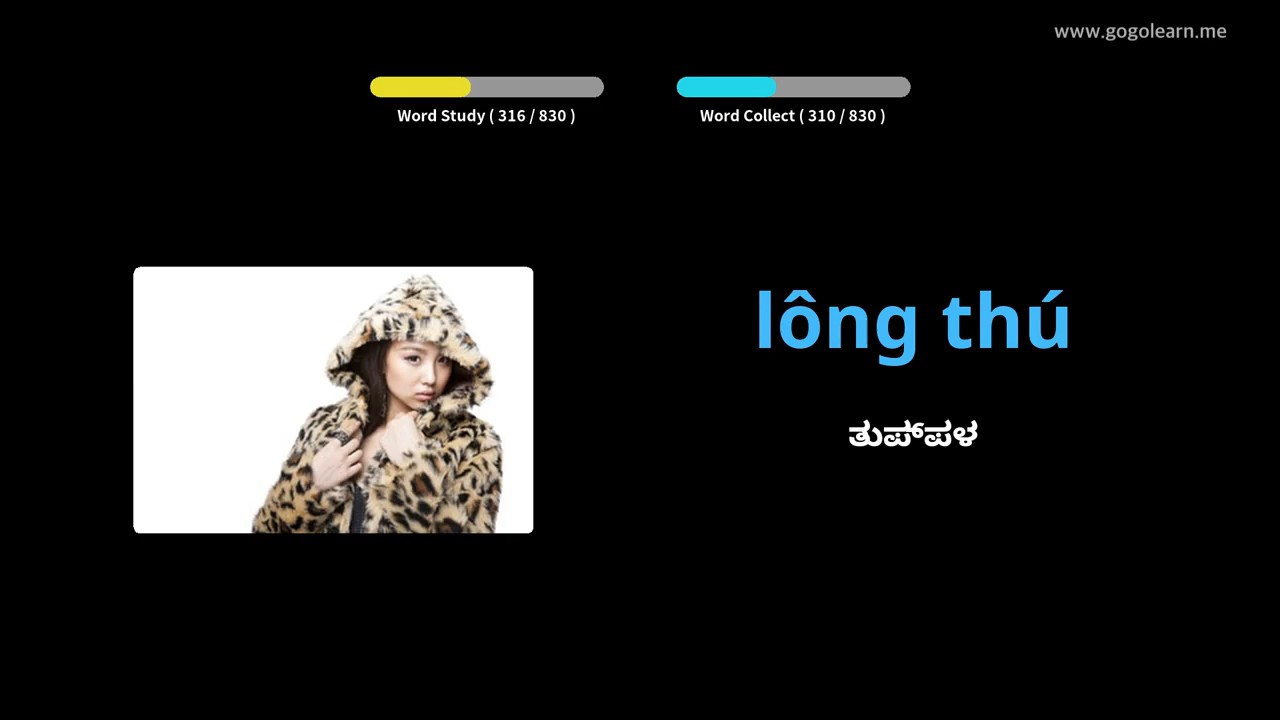 www.gogolearn.me
Word Study ( 316 / 830 )
Word Collect ( 310 / 830 )
lông thú
ತುಪ್‌ಪಳ